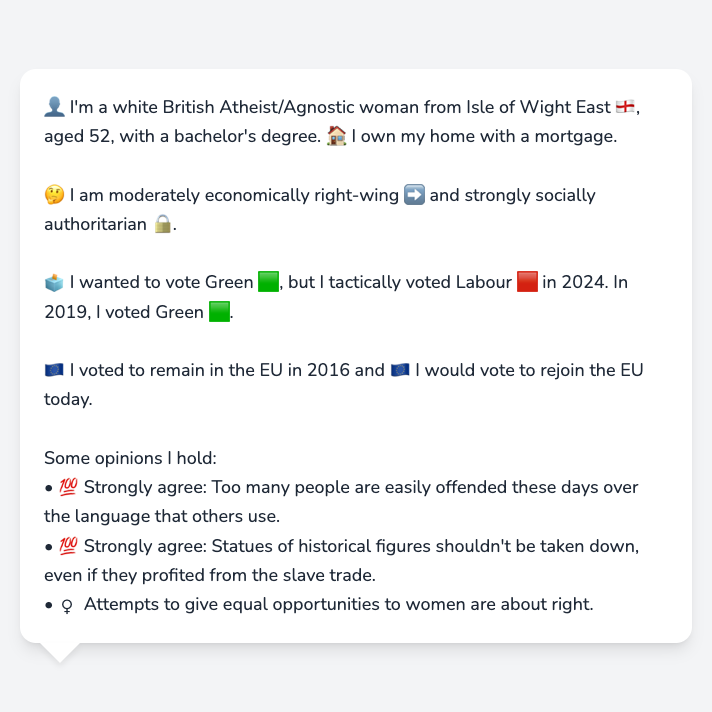 👤 I'm a white British Atheist/Agnostic woman from Isle of Wight East 🏴󠁧󠁢󠁥󠁮󠁧󠁿,
aged 52, with a bachelor's degree. 🏠 I own my home with a mortgage.
🤔 I am moderately economically right-wing ➡️ and strongly socially
authoritarian 🔒.
🗳️ I wanted to vote Green 🟩, but I tactically voted Labour 🟥 in 2024. In
2019, I voted Green 🟩.
🇪🇺 I voted to remain in the EU in 2016 and 🇪🇺 I would vote to rejoin the EU
today.
Some opinions I hold:
• 💯 Strongly agree: Too many people are easily offended these days over
the language that others use.
• 💯 Strongly agree: Statues of historical figures shouldn't be taken down,
even if they profited from the slave trade.
• ♀ Attempts to give equal opportunities to women are about right.